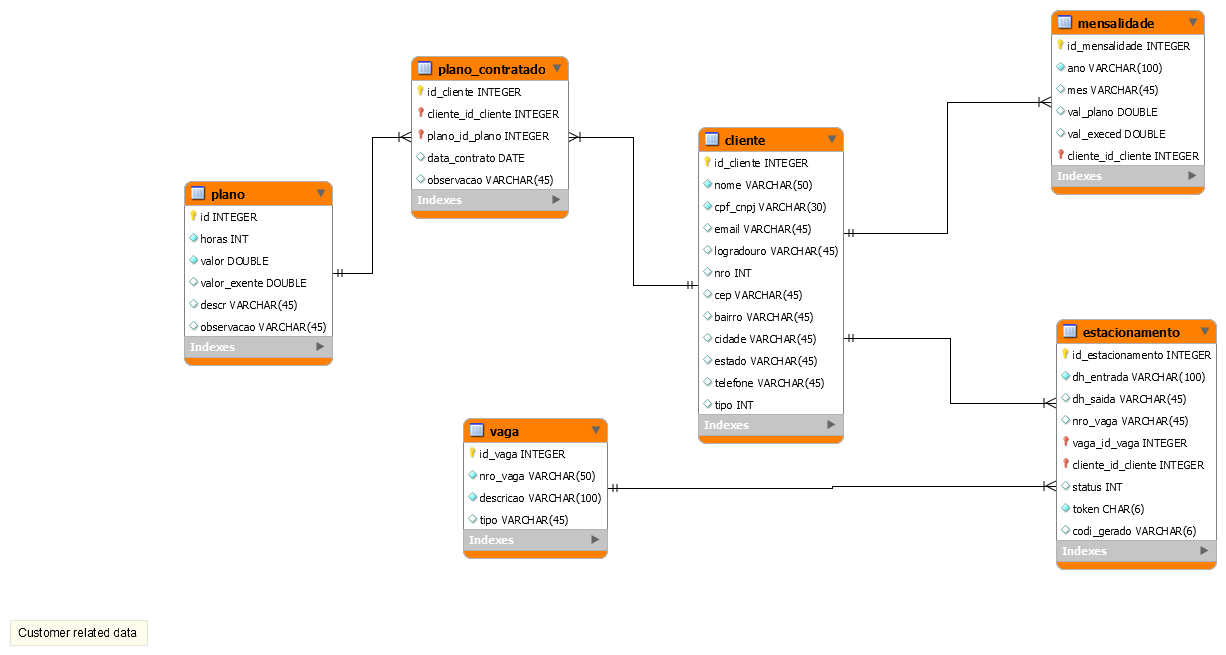 plano
id INTEGER
horas INT
valor DOUBLE
valor_exente DOUBLE
descr VARCHAR(45)
observacao VARCHAR(45)
Indexes
plano_contratado
id_cliente INTEGER
cliente_id_cliente INTEGER
plano_id_plano INTEGER
data_contrato DATE
observacao VARCHAR(45)
Indexes
cliente
id_cliente INTEGER
nome VARCHAR(50)
cpf_cnpj VARCHAR(30)
email VARCHAR(45)
logradouro VARCHAR(45)
nro INT
cep VARCHAR(45)
bairro VARCHAR(45)
cidade VARCHAR(45)
estado VARCHAR(45)
telefone VARCHAR(45)
tipo INT
Indexes
mensalidade
id_mensalidade INTEGER
ano VARCHAR(100)
mes VARCHAR(45)
val_plano DOUBLE
val_execed DOUBLE
cliente_id_cliente INTEGER
Indexes
vaga
id_vaga INTEGER
nro_vaga VARCHAR(50)
descricao VARCHAR(100)
tipo VARCHAR(45)
Indexes
estacionamento
id_estacionamento INTEGER
dh_entrada VARCHAR(100)
dh_saida VARCHAR(45)
nro_vaga VARCHAR(45)
vaga_id_vaga INTEGER
cliente_id_cliente INTEGER
status INT
token CHAR(6)
codi_gerado VARCHAR(6)
Indexes
Customer related data